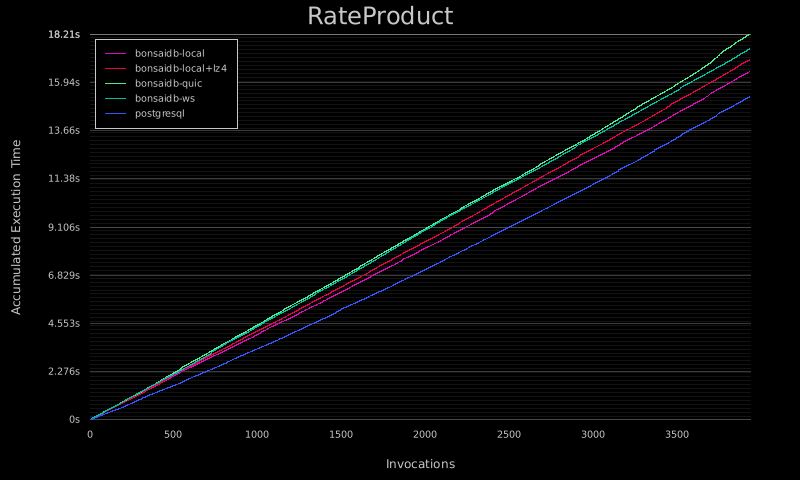 RateProduct
18.21s
15.94s
13.66s
11.38s
9.106s
6.829s
4.553s
2.276s
0s
bonsaidb-local
bonsaidb-local+lz4
bonsaidb-quic
bonsaidb-ws
postgresql
Accumulated Execution Time
0 500 1000 1500 2000 2500 3000 3500
Invocations